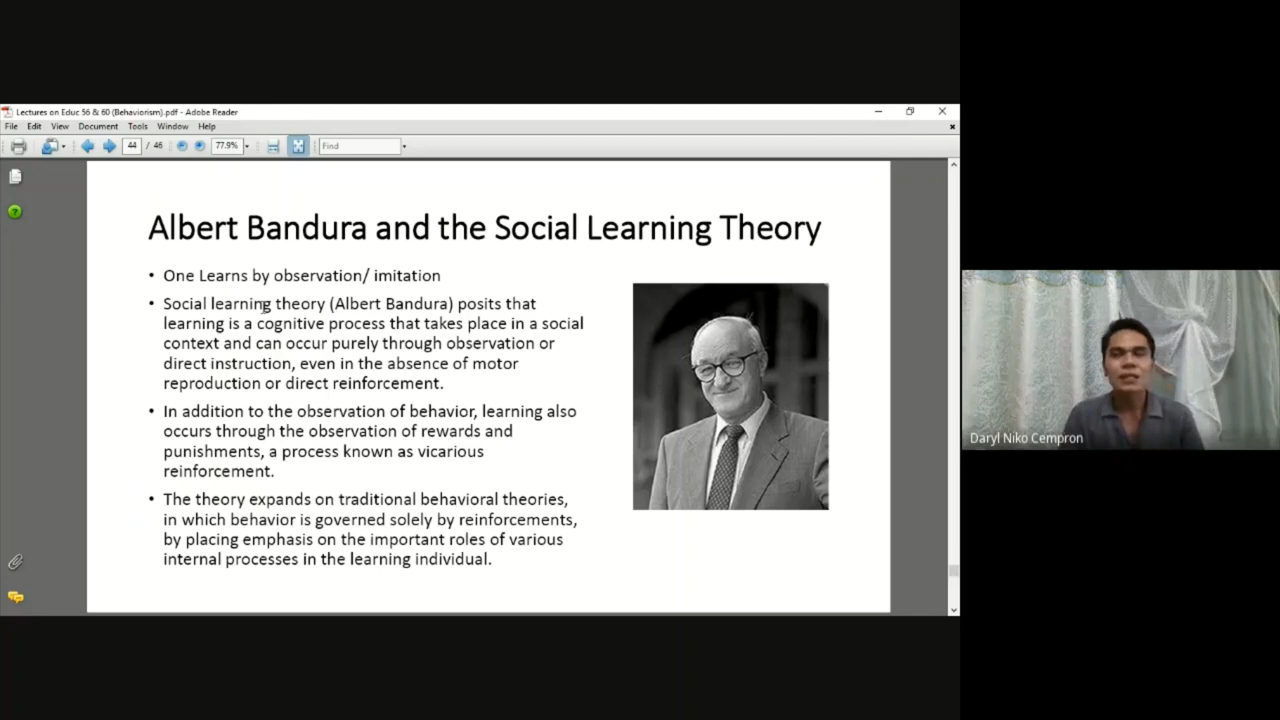 Lectures on Educ 56 & 60 (Behaviorism).pdf - Adobe Reader
File Edit View Document Tools Window Help
44 / 46 77.9% Find
Albert Bandura and the Social Learning Theory
• One Learns by observation/ imitation
• Social learning theory (Albert Bandura) posits that
learning is a cognitive process that takes place in a social
context and can occur purely through observation or
direct instruction, even in the absence of motor
reproduction or direct reinforcement.
• In addition to the observation of behavior, learning also
occurs through the observation of rewards and
punishments, a process known as vicarious
reinforcement.
• The theory expands on traditional behavioral theories,
in which behavior is governed solely by reinforcements,
by placing emphasis on the important roles of various
internal processes in the learning individual.
Daryl Niko Cempron